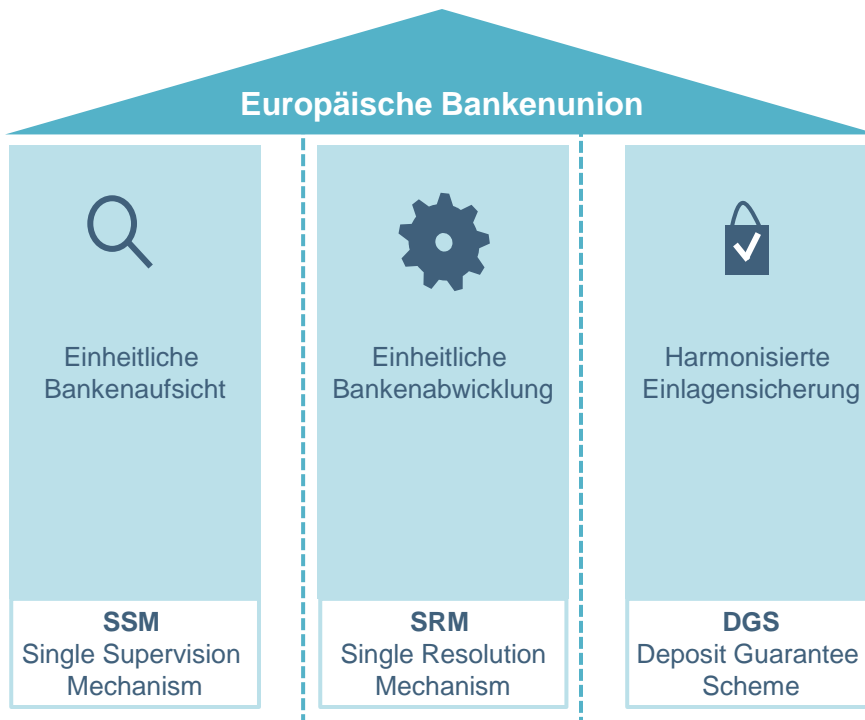 Europäische Bankenunion
Einheitliche
Bankenaufsicht
Einheitliche
Bankenabwicklung
Harmonisierte
Einlagensicherung
SSM
Single Supervision
Mechanism
SRM
Single Resolution
Mechanism
DGS
Deposit Guarantee
Scheme